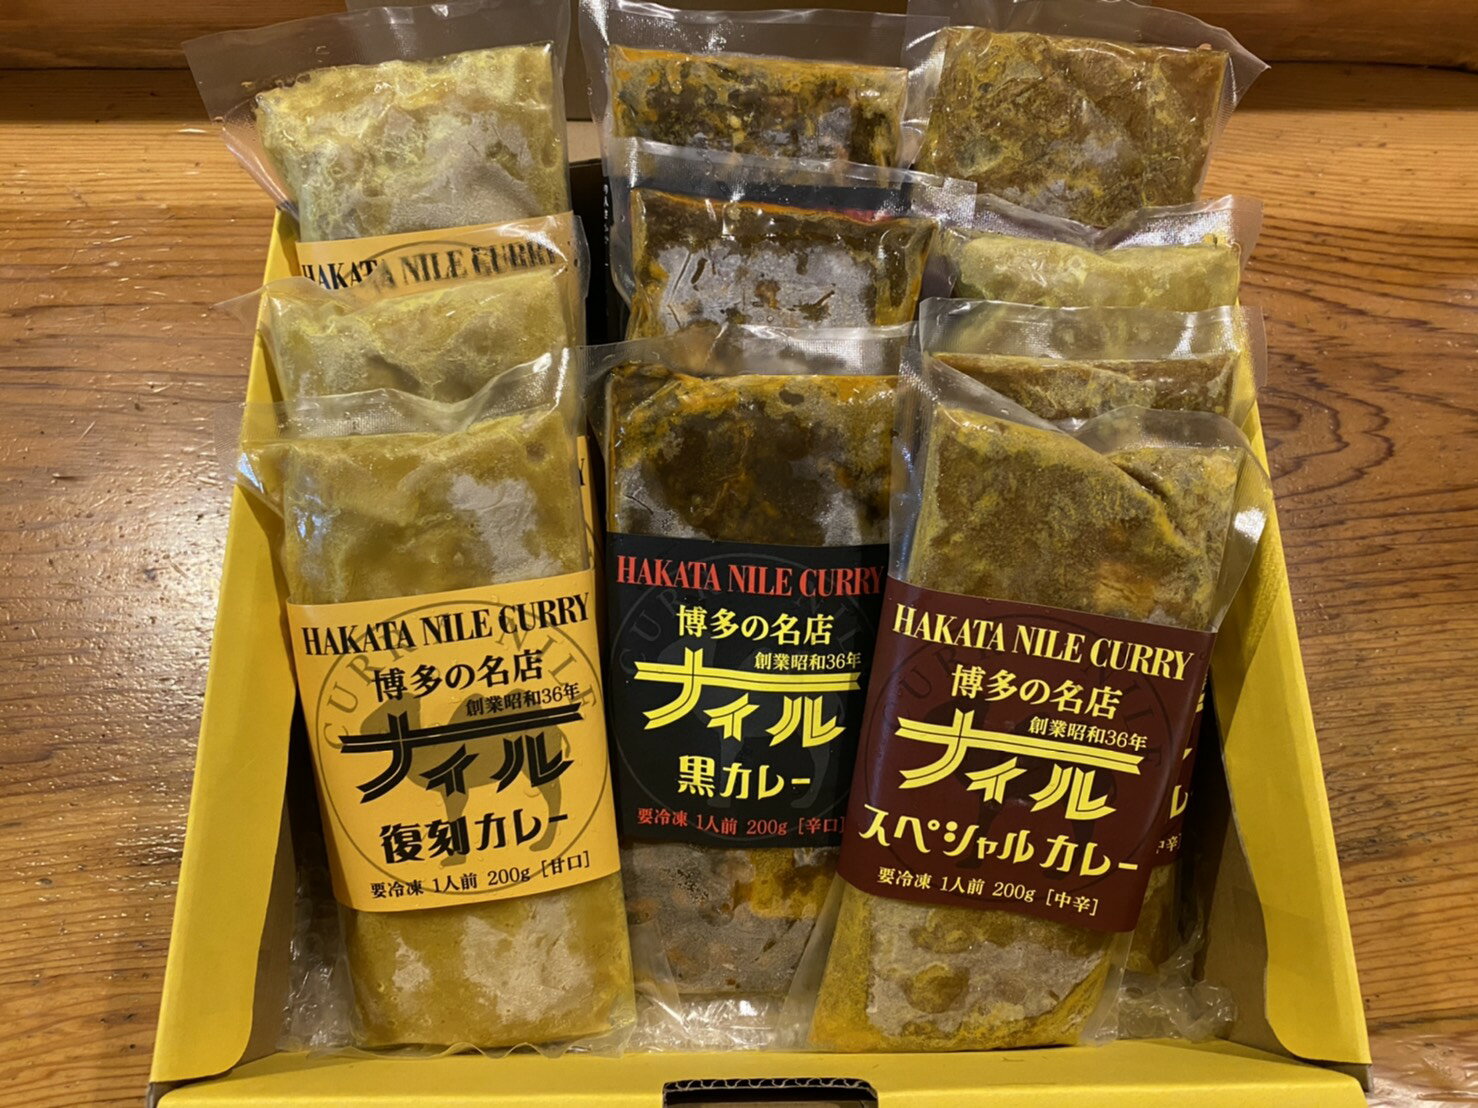 HAKATA NILE CURRY
HAKATA NILE CURRY
博多の名店
創業昭和36年
ナイル
復刻カレー
要冷凍 1人前 200g [甘口]
HAKATA NILE CURRY
博多の名店
創業昭和36年
ナイル
黒カレー
要冷凍 1人前 200g [辛口]
HAKATA NILE CURRY
博多の名店
創業昭和36年
ナイル
スペシャルカレー
要冷凍 1人前 200g [中辛]